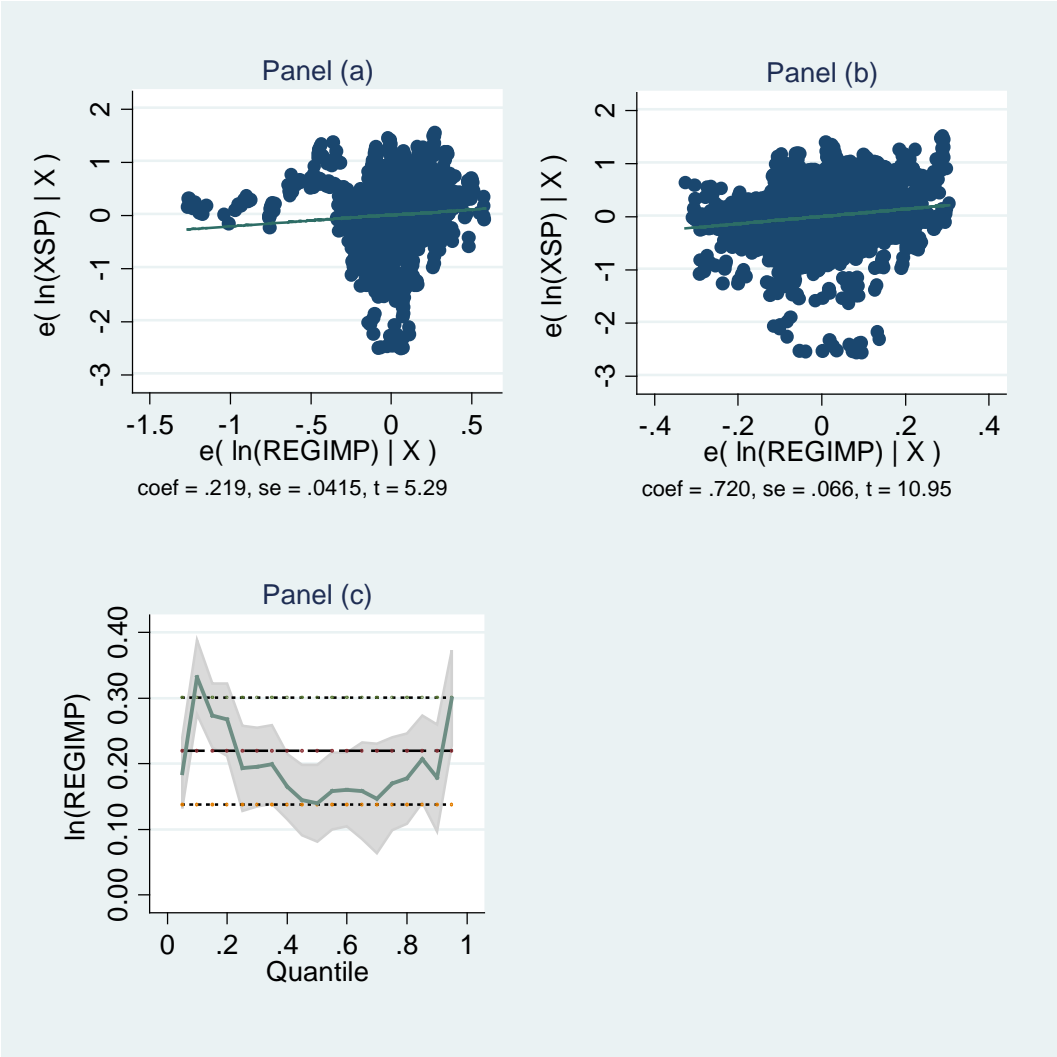 Panel (a)
2
1
0
-1
-2
-3
e( ln(XSP) | X )
-1.5 -1 -.5 0 .5
e( ln(REGIMP) | X )
coef = .219, se = .0415, t = 5.29
Panel (b)
2
1
0
-1
-2
-3
e( ln(XSP) | X )
-.4 -.2 0 .2 .4
e( ln(REGIMP) | X )
coef = .720, se = .066, t = 10.95
Panel (c)
0.40
0.30
0.20
0.10
0.00
ln(REGIMP)
0 .2 .4 .6 .8 1
Quantile